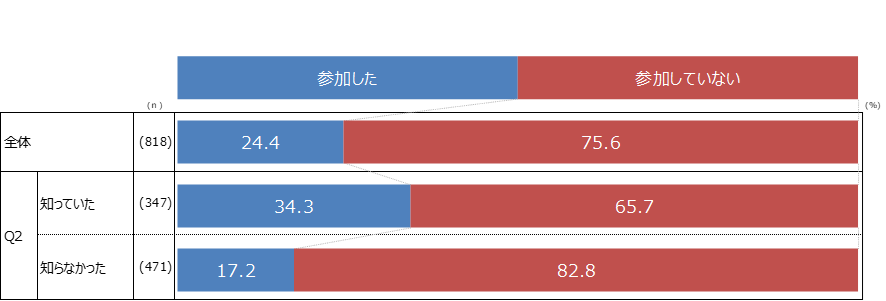 参加した 参加していない
(n) (%)
全体 (818) 24.4 75.6
Q2
知っていた (347) 34.3 65.7
知らなかった (471) 17.2 82.8